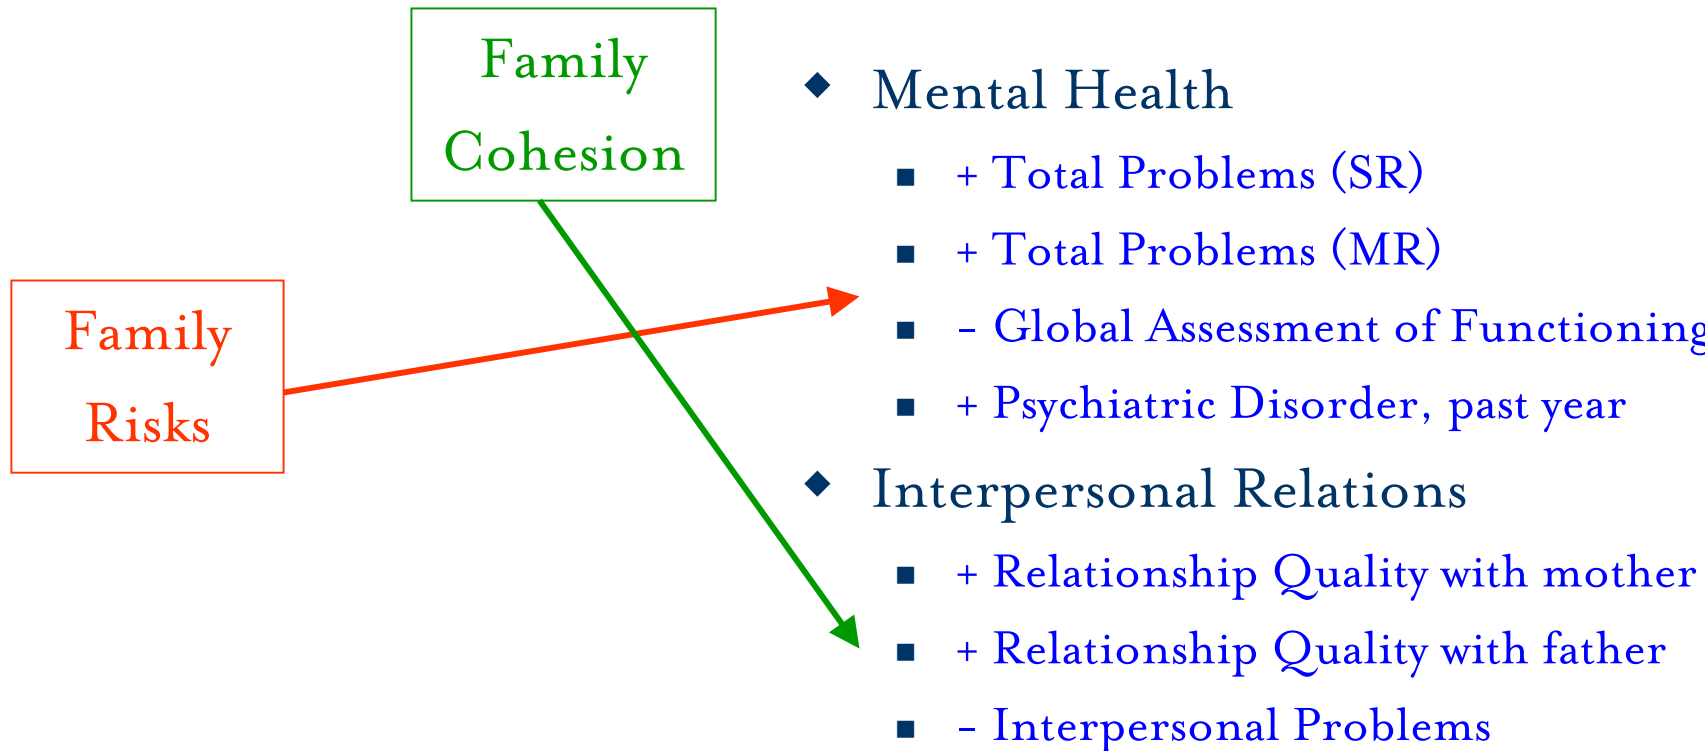 Family
Cohesion
Family
Risks
◆ Mental Health
■ + Total Problems (SR)
■ + Total Problems (MR)
■ - Global Assessment of Functioning
■ + Psychiatric Disorder, past year
◆ Interpersonal Relations
■ + Relationship Quality with mother
■ + Relationship Quality with father
■ - Interpersonal Problems